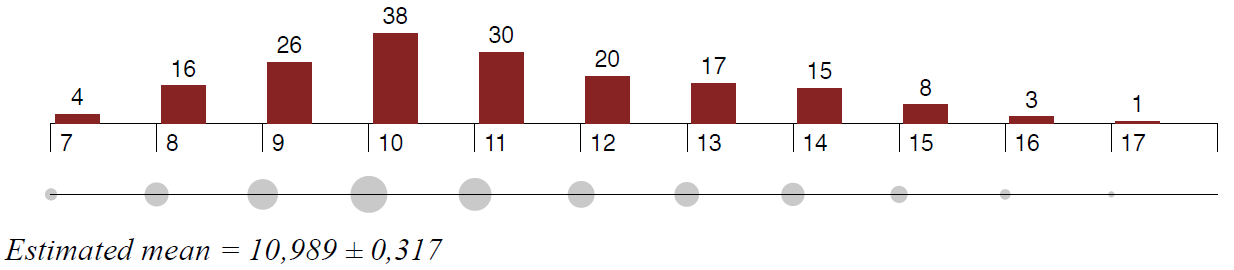 4 16 26 38 30 20 17 15 8 3 1
7 8 9 10 11 12 13 14 15 16 17
Estimated mean = 10,989 ± 0,317